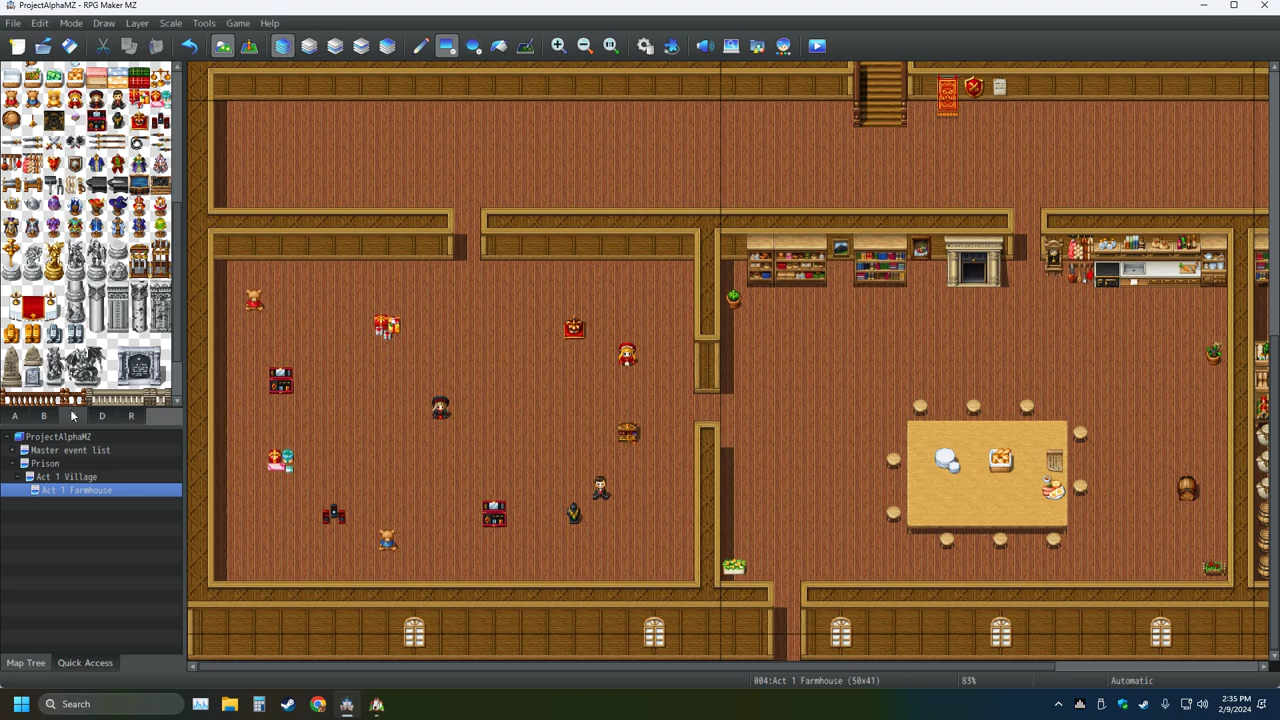 ProjectAlphaMZ - RPG Maker MZ
File Edit Mode Draw Layer Scale Tools Game Help
A B D R
ProjectAlphaMZ
Master event list
Prison
Act 1 Village
Act 1 Farmhouse
Map Tree Quick Access
004:Act 1 Farmhouse (50x41) 83% Automatic
Search
2:35 PM
2/9/2024